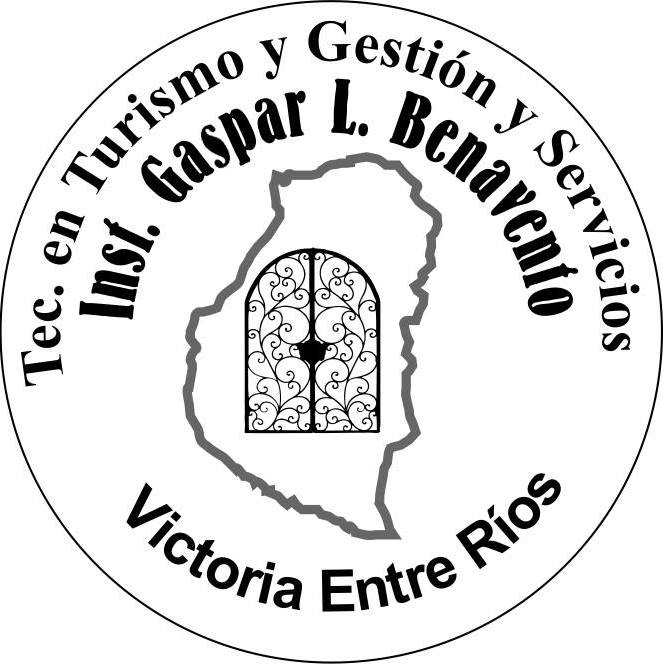 Tec. en Turismo y Gestión y Servicios
Inst. Gaspar L. Benavento
Victoria Entre Ríos